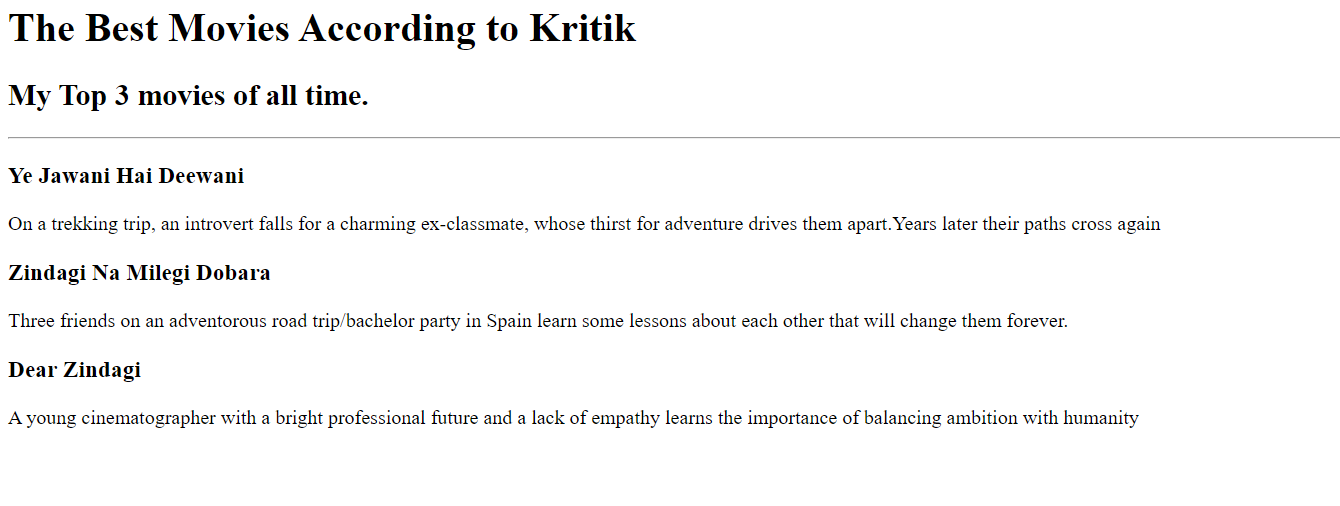 The Best Movies According to Kritik
My Top 3 movies of all time.
Ye Jawani Hai Deewani
On a trekking trip, an introvert falls for a charming ex-classmate, whose thirst for adventure drives them apart.Years later their paths cross again
Zindagi Na Milegi Dobara
Three friends on an adventorous road trip/bachelor party in Spain learn some lessons about each other that will change them forever.
Dear Zindagi
A young cinematographer with a bright professional future and a lack of empathy learns the importance of balancing ambition with humanity